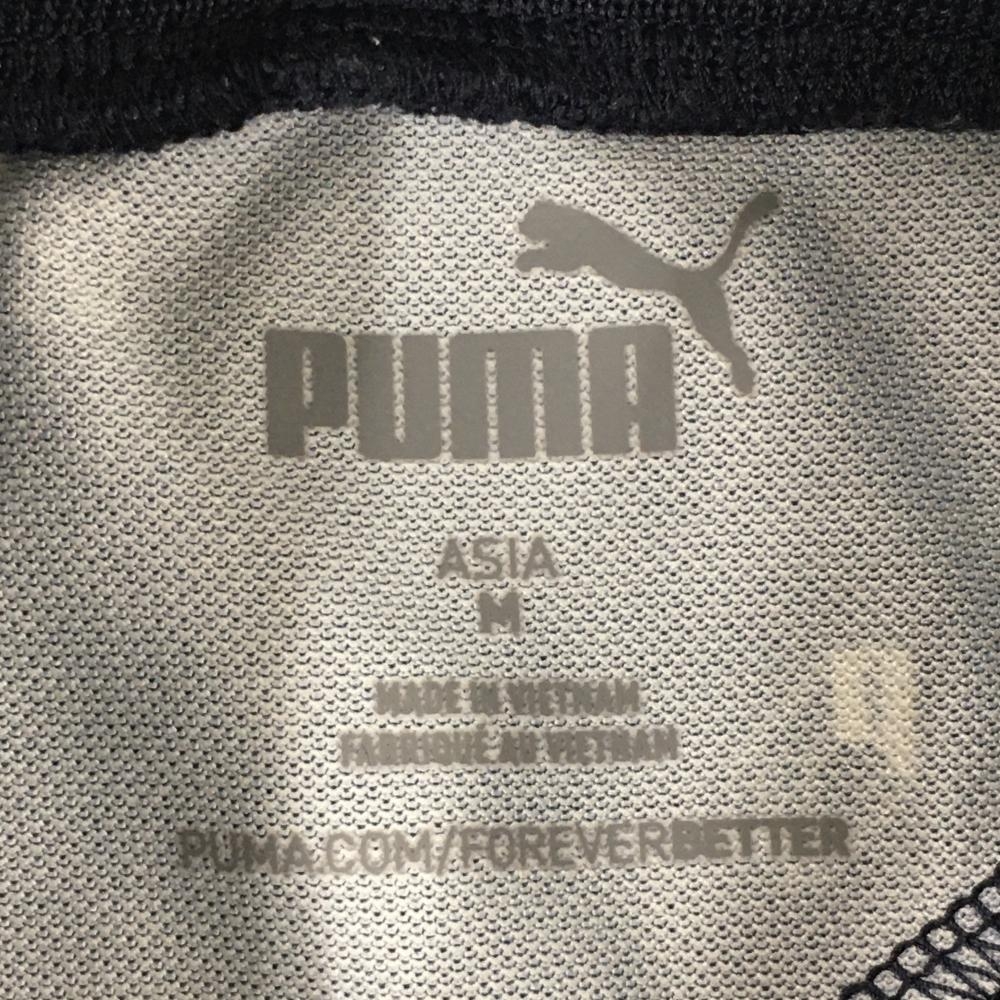 PUMA
ASIA
M
MADE IN VIETNAM
FABRIQUÉ AU VIETNAM
PUMA.COM/FOREVERBETTER